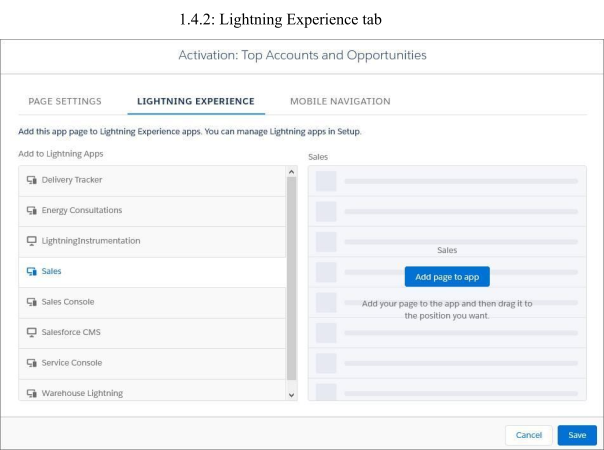 1.4.2: Lightning Experience tab
Activation: Top Accounts and Opportunities
PAGE SETTINGS LIGHTNING EXPERIENCE MOBILE NAVIGATION
Add this app page to Lightning Experience apps. You can manage Lightning apps in Setup.
Add to Lightning Apps
Delivery Tracker
Energy Consultations
LightningInstrumentation
Sales
Sales Console
Salesforce CMS
Service Console
Warehouse Lightning
Sales
Sales
Add page to app
Add your page to the app and then drag it to
the position you want.
Cancel Save